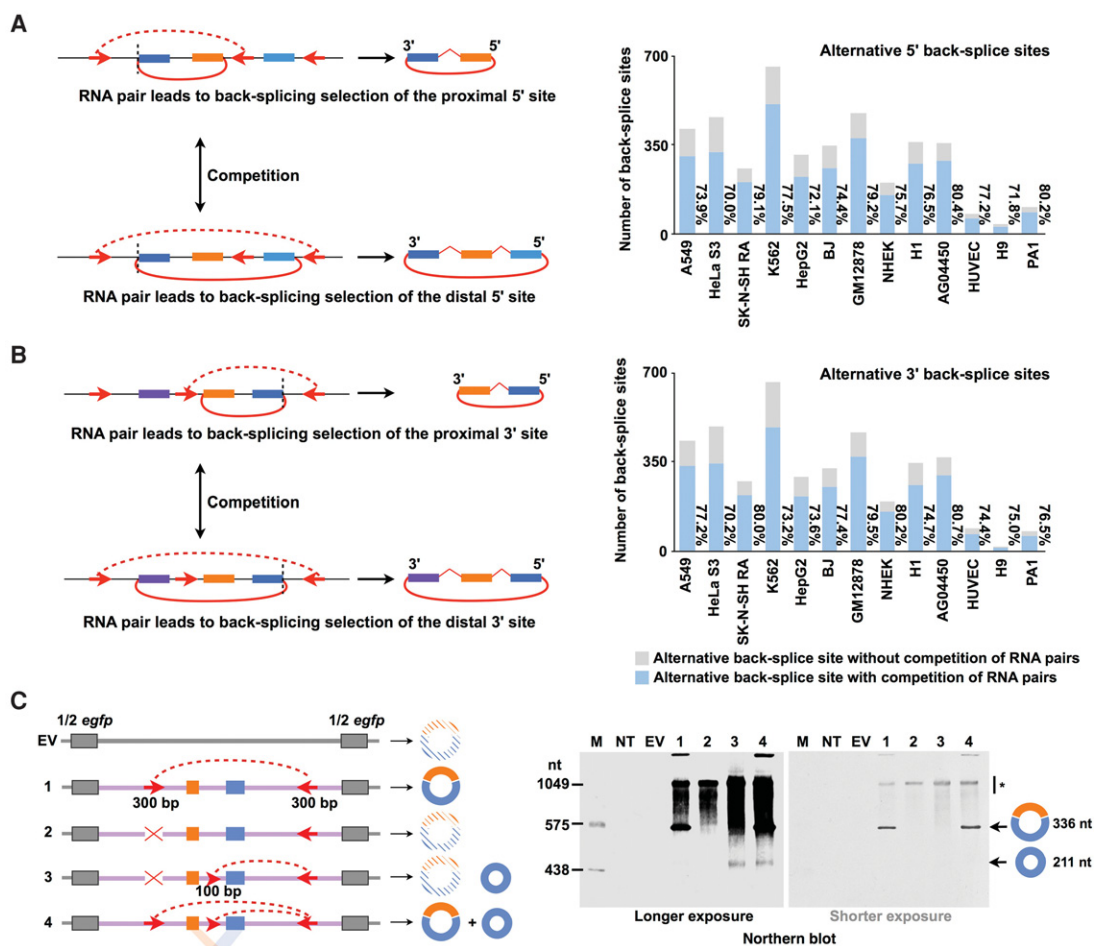 A
3' 5'
RNA pair leads to back-splicing selection of the proximal 5' site
Competition
3' 5'
RNA pair leads to back-splicing selection of the distal 5' site
Alternative 5' back-splice sites
Number of back-splice sites
700
350
0
73.9%
70.0%
79.1%
77.5%
72.1%
74.4%
79.2%
75.7%
76.5%
80.4%
77.2%
71.8%
80.2%
A549
HeLa S3
SK-N-SH RA
K562
HepG2
BJ
GM12878
NHEK
H1
AG04450
HUVEC
H9
PA1
B
3' 5'
RNA pair leads to back-splicing selection of the proximal 3' site
Competition
3' 5'
RNA pair leads to back-splicing selection of the distal 3' site
Alternative 3' back-splice sites
Number of back-splice sites
700
350
0
77.2%
70.2%
80.0%
73.2%
73.6%
77.4%
79.5%
80.2%
74.7%
80.7%
74.4%
75.0%
76.5%
A549
HeLa S3
SK-N-SH RA
K562
HepG2
BJ
GM12878
NHEK
H1
AG04450
HUVEC
H9
PA1
Alternative back-splice site without competition of RNA pairs
Alternative back-splice site with competition of RNA pairs
C
1/2 egfp 1/2 egfp
EV
1
300 bp 300 bp
2
3
100 bp
4 +
M NT EV 1 2 3 4 M NT EV 1 2 3 4
nt
1049
575
438
*
336 nt
211 nt
Longer exposure Shorter exposure
Northern blot